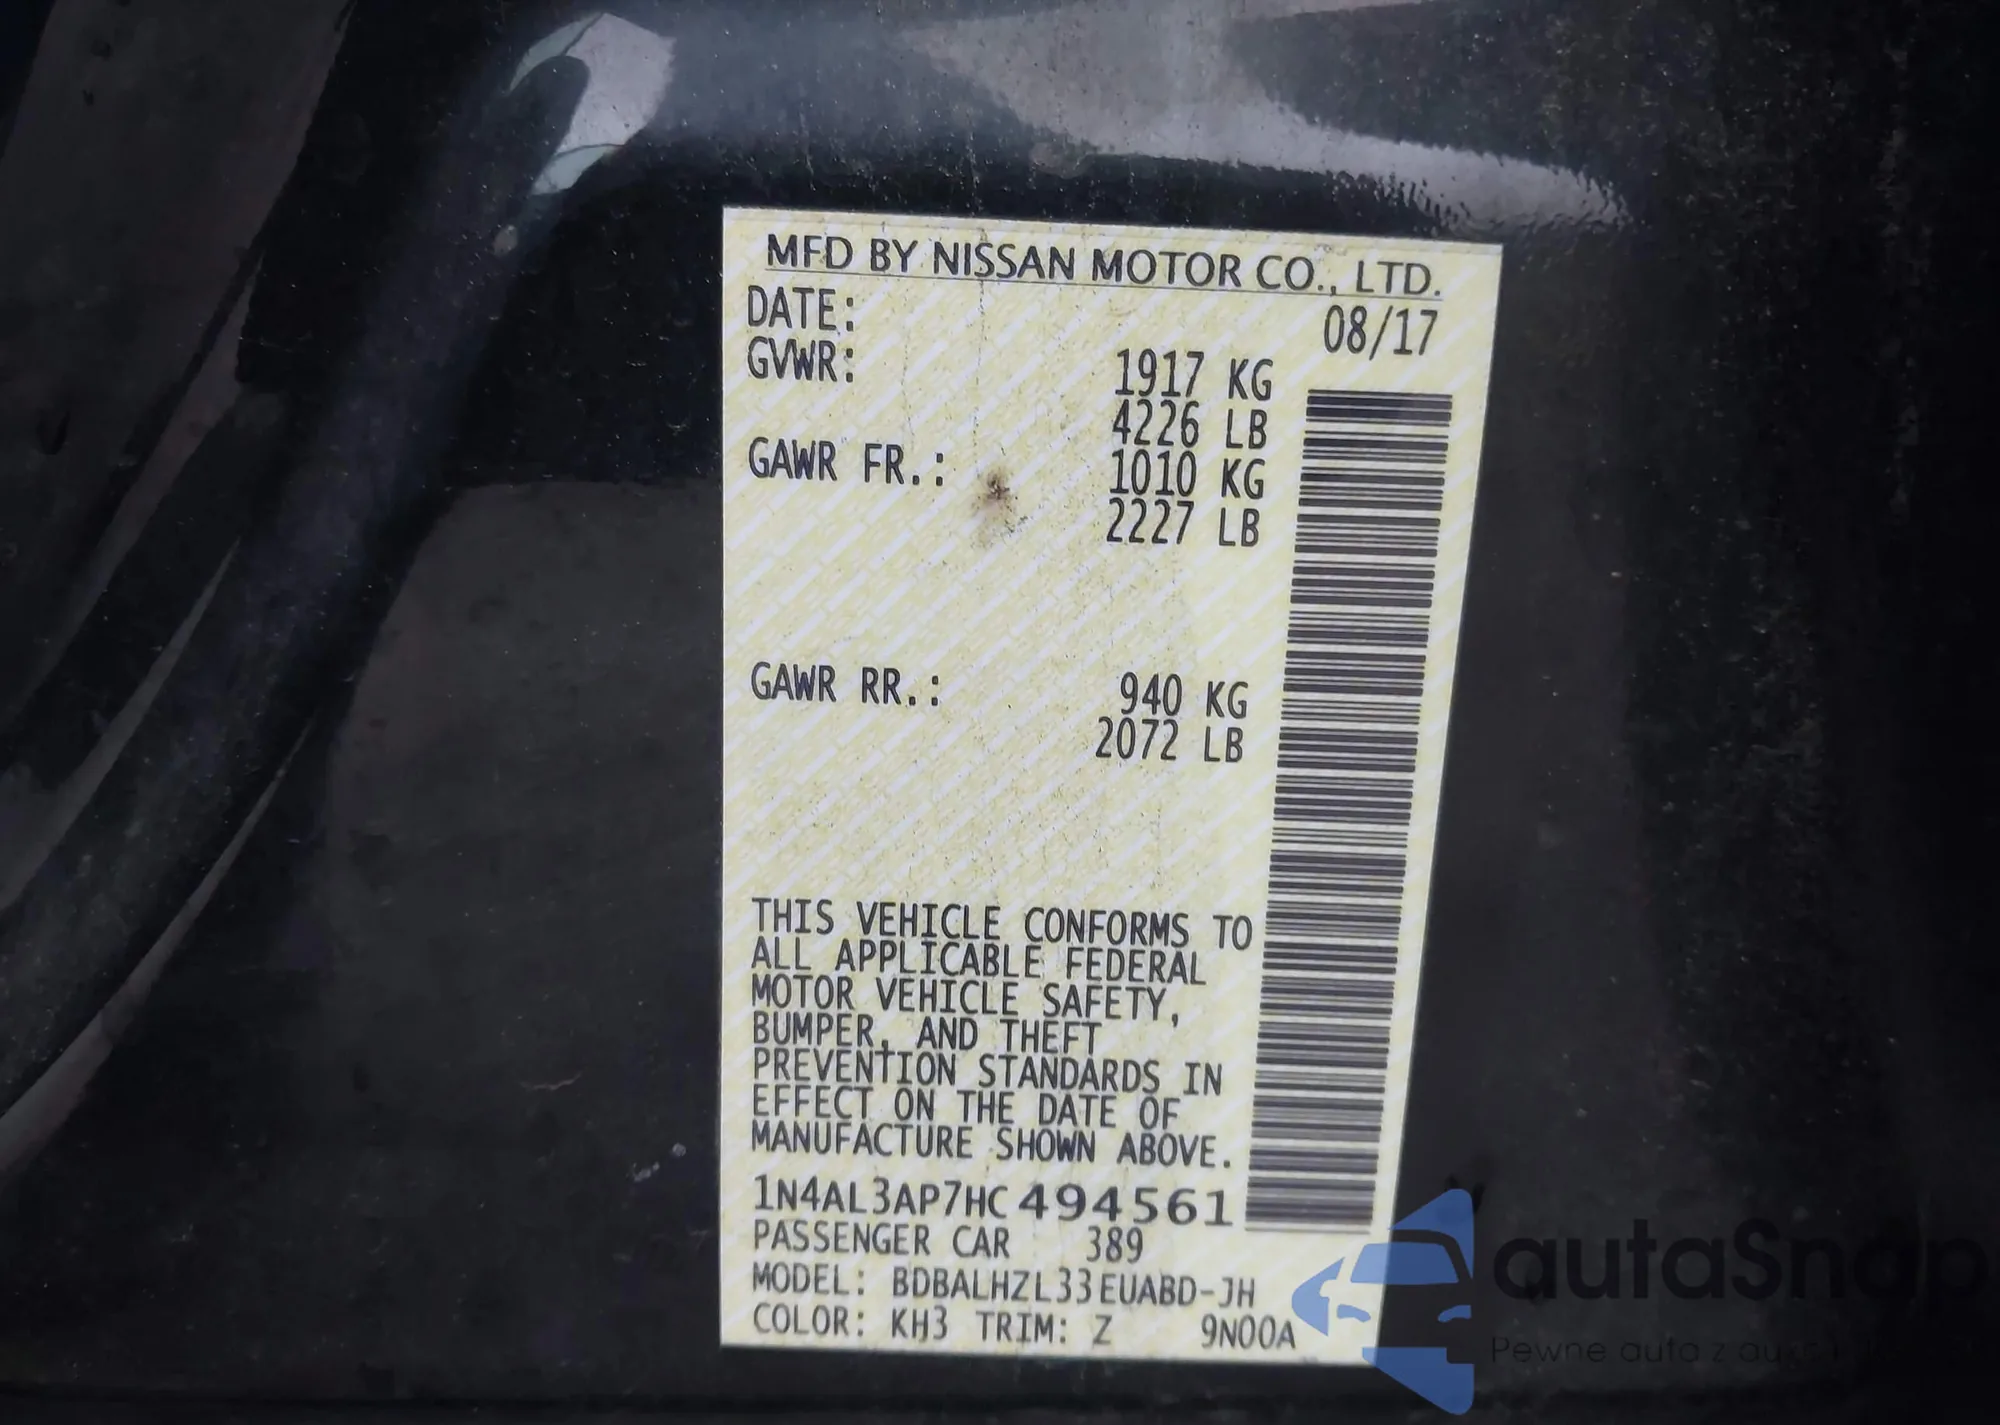 MFD BY NISSAN MOTOR CO., LTD.
DATE: 08/17
GVWR: 1917 KG
4226 LB
GAWR FR.: 1010 KG
2227 LB
GAWR RR.: 940 KG
2072 LB
THIS VEHICLE CONFORMS TO
ALL APPLICABLE FEDERAL
MOTOR VEHICLE SAFETY,
BUMPER, AND THEFT
PREVENTION STANDARDS IN
EFFECT ON THE DATE OF
MANUFACTURE SHOWN ABOVE.
1N4AL3AP7HC494561
PASSENGER CAR 389
MODEL: BDBALHZL33EUABD-JH
COLOR: KH3 TRIM: Z 9N00A
autaSnap
Pewne auta z